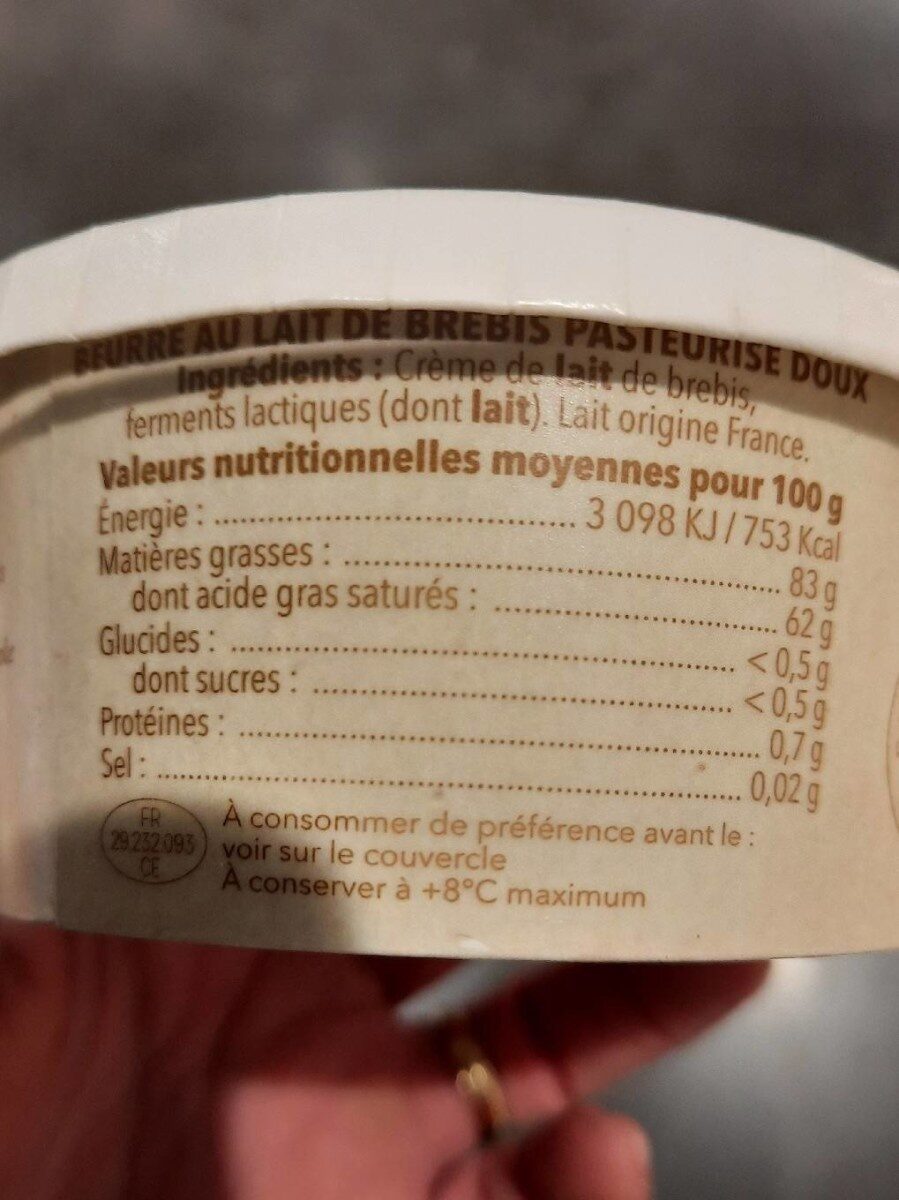 BEURRE AU LAIT DE BREBIS PASTEURISÉ DOUX
Ingrédients : Crème de lait de brebis,
ferments lactiques (dont lait). Lait origine France.
Valeurs nutritionnelles moyennes pour 100 g
Énergie : .......... 3 098 KJ / 753 Kcal
Matières grasses : .......... 83 g
dont acide gras saturés : .......... 62 g
Glucides : .......... < 0,5 g
dont sucres : .......... < 0,5 g
Protéines : .......... 0,7 g
Sel : .......... 0,02 g
FR
29.232.093
CE
À consommer de préférence avant le :
voir sur le couvercle
À conserver à +8°C maximum